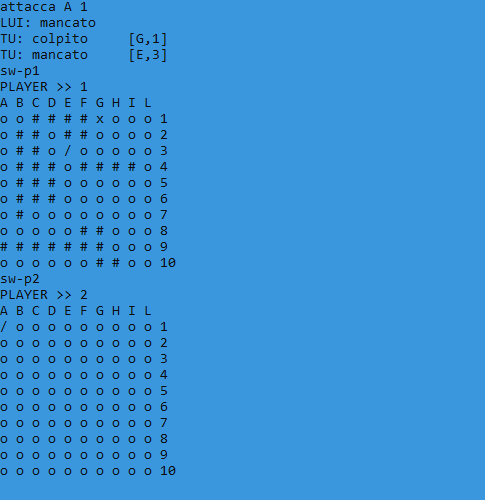 attacca A 1
LUI: mancato
TU: colpito     [G,1]
TU: mancato     [E,3]
sw-p1
PLAYER >> 1
A B C D E F G H I L
o o # # # # x o o o 1
o # # o # # o o o o 2
o # # o / o o o o o 3
o # # # o # # # # o 4
o # # # o o o o o o 5
o # # # o o o o o o 6
o # o o o o o o o o 7
o o o o o # # o o o 8
# # # # # # # o o o 9
o o o o o o # # o o 10
sw-p2
PLAYER >> 2
A B C D E F G H I L
/ o o o o o o o o o 1
o o o o o o o o o o 2
o o o o o o o o o o 3
o o o o o o o o o o 4
o o o o o o o o o o 5
o o o o o o o o o o 6
o o o o o o o o o o 7
o o o o o o o o o o 8
o o o o o o o o o o 9
o o o o o o o o o o 10